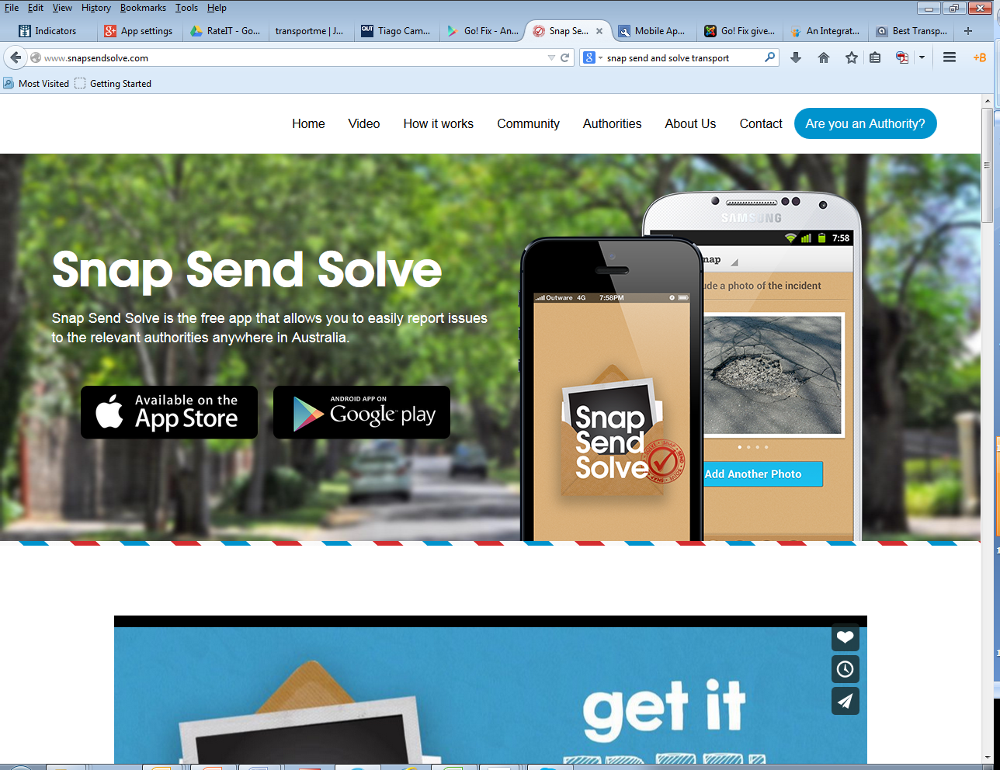 File Edit View History Bookmarks Tools Help
Indicators
App settings
RateIT - Go...
transportme | J...
QUT Tiago Cam...
Go! Fix - An...
Snap Se...
Mobile Ap...
Go! Fix give...
An Integrat...
Best Transp...
www.snapsendsolve.com
snap send and solve transport
Most Visited Getting Started
Home Video How it works Community Authorities About Us Contact Are you an Authority?
SAMSUNG
7:58
map
ude a photo of the incident
Snap Send Solve
Snap Send Solve is the free app that allows you to easily report issues
to the relevant authorities anywhere in Australia.
Outware 4G 7:58PM
Available on the
App Store
ANDROID APP ON
Google play
Snap
Send
Solve
Add Another Photo
get it